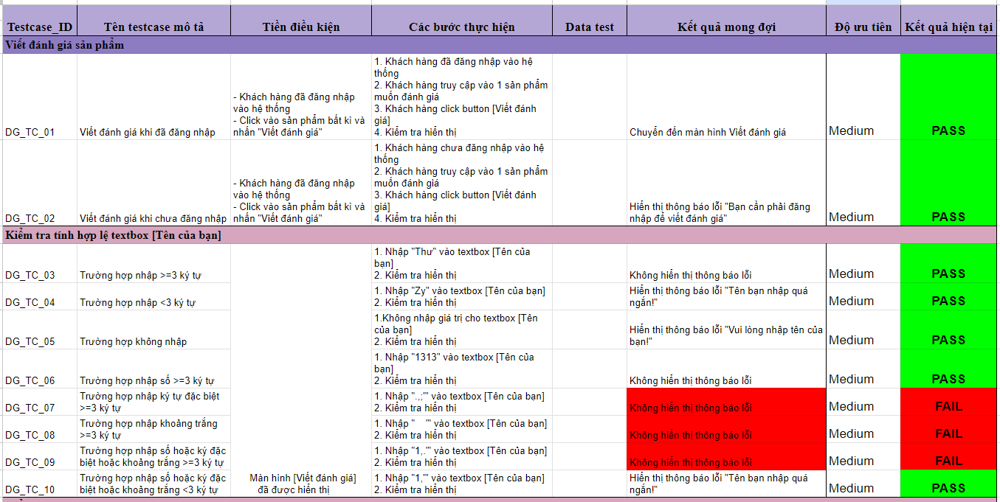 Testcase_ID Tên testcase mô tả Tiền điều kiện Các bước thực hiện Data test Kết quả mong đợi Độ ưu tiên Kết quả hiện tại
Viết đánh giá sản phẩm
DG_TC_01
Viết đánh giá khi đã đăng nhập
- Khách hàng đã đăng nhập
vào hệ thống
- Click vào sản phẩm bất kì và
nhấn "Viết đánh giá"
1. Khách hàng đã đăng nhập vào hệ
thống
2. Khách hàng truy cập vào 1 sản phẩm
muốn đánh giá
3. Khách hàng click button [Viết đánh
giá]
4. Kiểm tra hiển thị
Chuyển đến màn hình Viết đánh giá
Medium
PASS
DG_TC_02
Viết đánh giá khi chưa đăng nhập
- Khách hàng đã đăng nhập
vào hệ thống
- Click vào sản phẩm bất kì và
nhấn "Viết đánh giá"
1. Khách hàng chưa đăng nhập vào hệ
thống
2. Khách hàng truy cập vào 1 sản phẩm
muốn đánh giá
3. Khách hàng click button [Viết đánh
giá]
4. Kiểm tra hiển thị
Hiển thị thông báo lỗi "Bạn cần phải đăng
nhập để viết đánh giá"
Medium
PASS
Kiểm tra tính hợp lệ textbox [Tên của bạn]
DG_TC_03
Trường hợp nhập >=3 ký tự
1. Nhập "Thư" vào textbox [Tên của
bạn]
2. Kiểm tra hiển thị
Không hiển thị thông báo lỗi
Medium
PASS
DG_TC_04
Trường hợp nhập <3 ký tự
1. Nhập "Zy" vào textbox [Tên của bạn]
2. Kiểm tra hiển thị
Hiển thị thông báo lỗi "Tên bạn nhập quá
ngắn!"
Medium
PASS
DG_TC_05
Trường hợp không nhập
1.Không nhập giá trị cho textbox [Tên
của bạn]
2. Kiểm tra hiển thị
Hiển thị thông báo lỗi "Vui lòng nhập tên của
bạn!"
Medium
PASS
DG_TC_06
Trường hợp nhập số >=3 ký tự
1. Nhập "1313" vào textbox [Tên của
bạn]
2. Kiểm tra hiển thị
Không hiển thị thông báo lỗi
Medium
PASS
DG_TC_07
Trường hợp nhập ký tự đặc biệt
>=3 ký tự
1. Nhập ".,;'" vào textbox [Tên của bạn]
2. Kiểm tra hiển thị
Không hiển thị thông báo lỗi
Medium
FAIL
DG_TC_08
Trường hợp nhập khoảng trắng
>=3 ký tự
1. Nhập "    '" vào textbox [Tên của bạn]
2. Kiểm tra hiển thị
Không hiển thị thông báo lỗi
Medium
FAIL
DG_TC_09
Trường hợp nhập số hoặc ký đặc
biệt hoặc khoảng trắng >=3 ký tự
1. Nhập "1,.'" vào textbox [Tên của bạn]
2. Kiểm tra hiển thị
Không hiển thị thông báo lỗi
Medium
FAIL
DG_TC_10
Trường hợp nhập số hoặc ký đặc
biệt hoặc khoảng trắng <3 ký tự
Màn hình [Viết đánh giá]
đã được hiển thị
1. Nhập "1,'" vào textbox [Tên của bạn]
2. Kiểm tra hiển thị
Hiển thị thông báo lỗi "Tên bạn nhập quá
ngắn!"
Medium
PASS